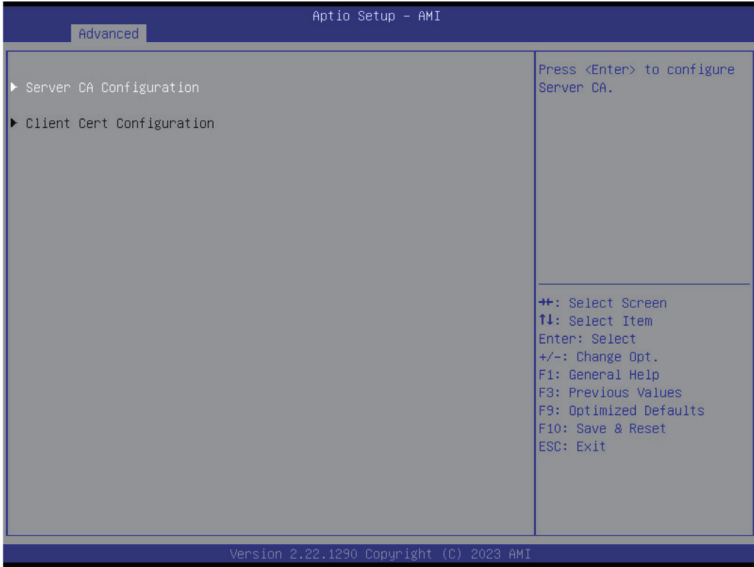 Aptio Setup – AMI
Advanced
▶ Server CA Configuration
▶ Client Cert Configuration
Press <Enter> to configure
Server CA.
→←: Select Screen
↑↓: Select Item
Enter: Select
+/-: Change Opt.
F1: General Help
F3: Previous Values
F9: Optimized Defaults
F10: Save & Reset
ESC: Exit
Version 2.22.1290 Copyright (C) 2023 AMI